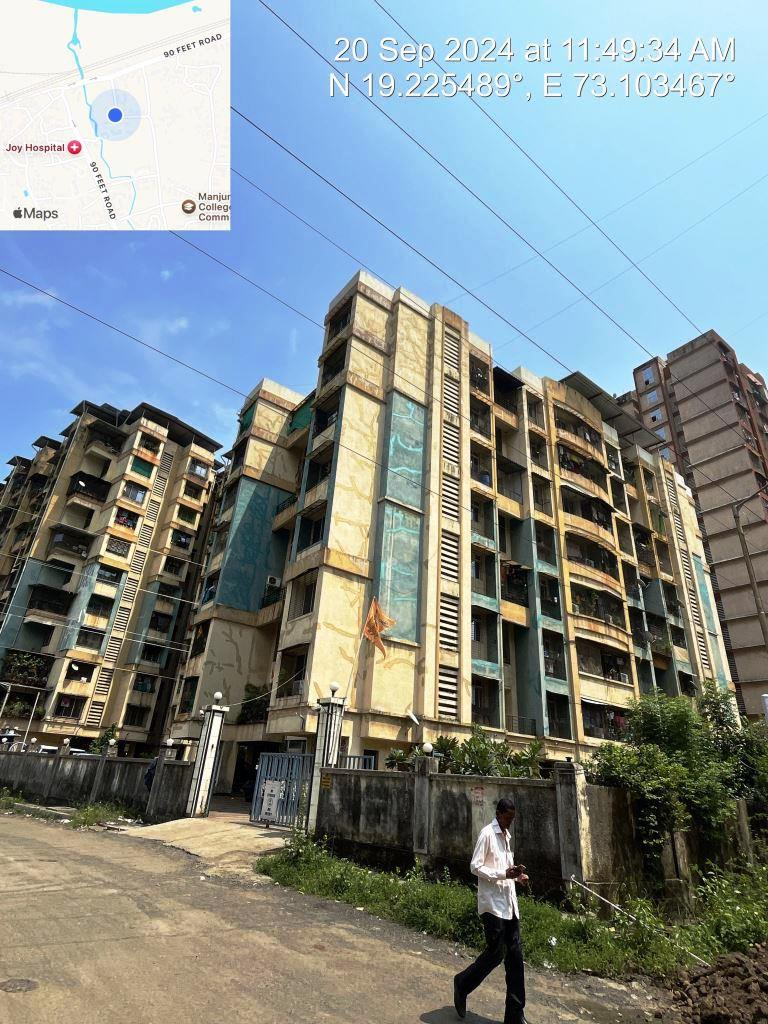 20 Sep 2024 at 11:49:34 AM
N 19.225489°, E 73.103467°
90 FEET ROAD
Joy Hospital
90 FEET ROAD
Manjur
College
Comm
Maps